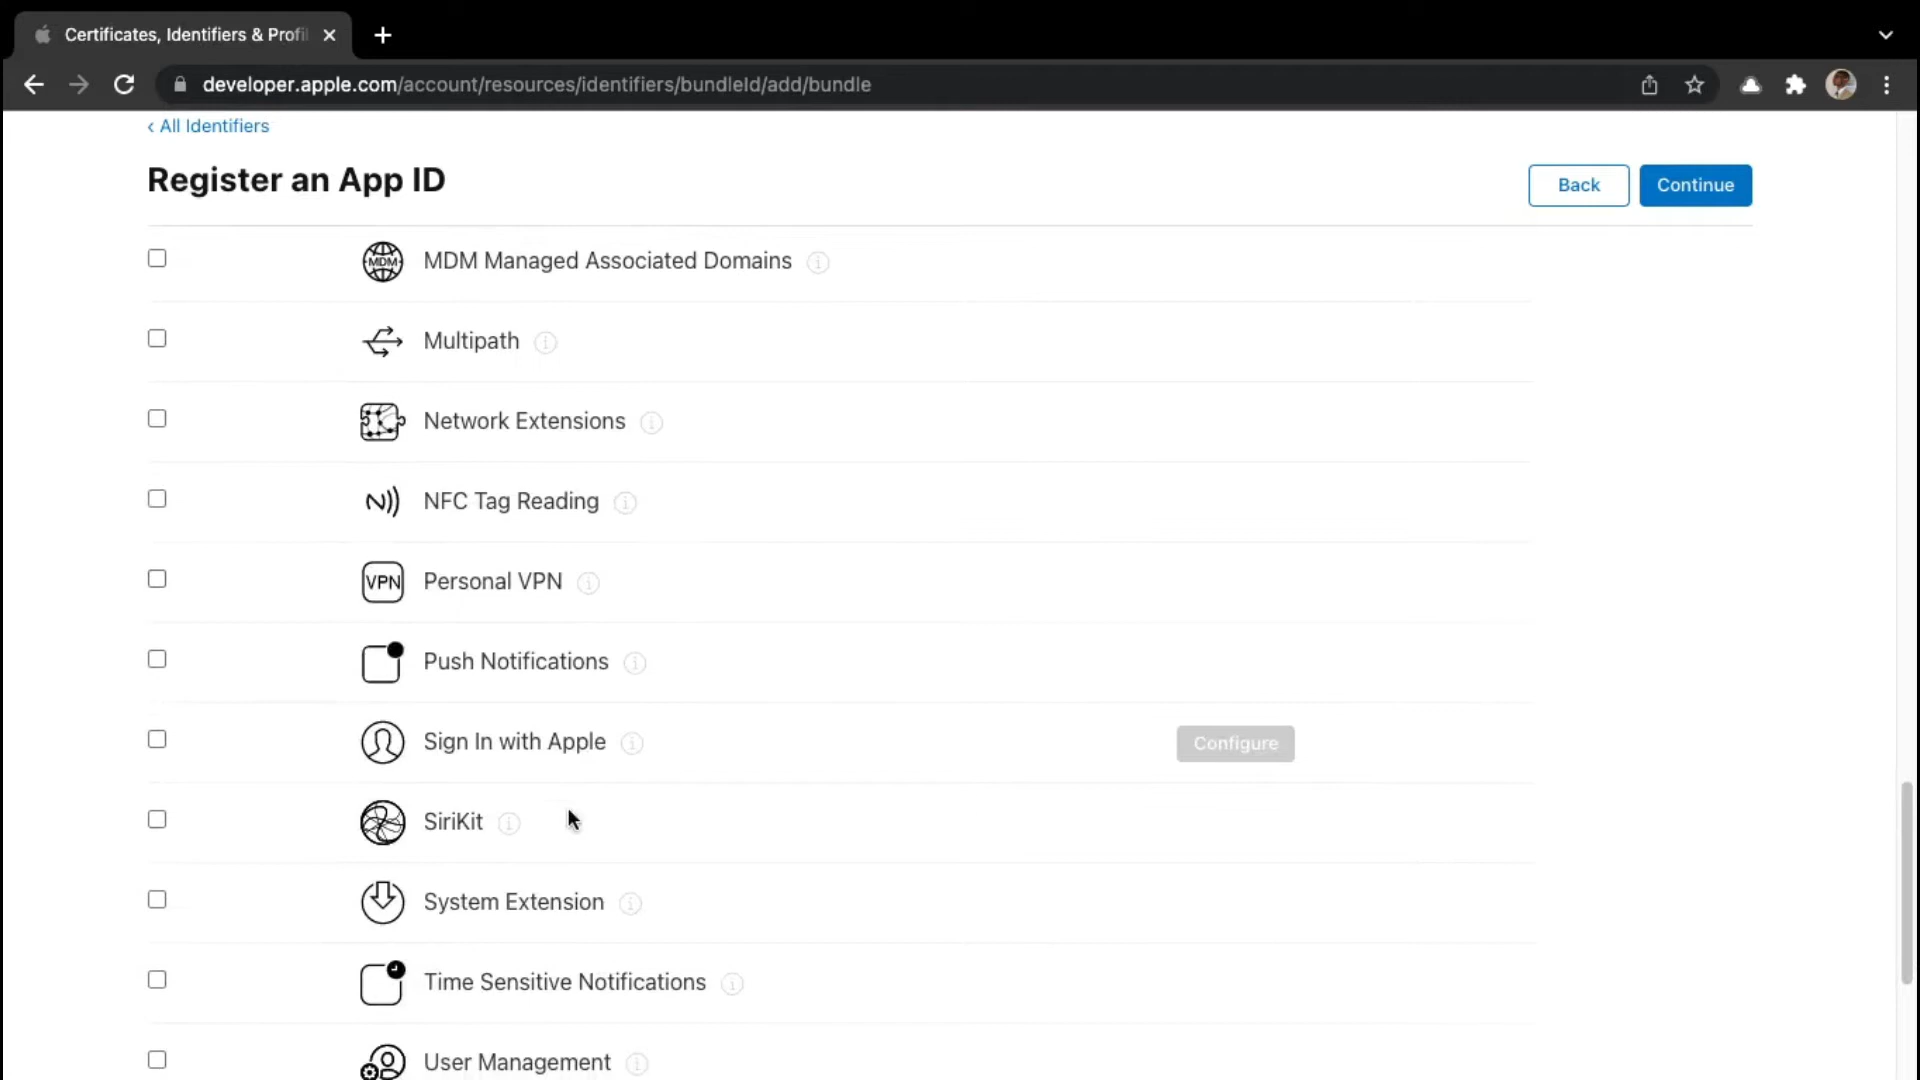 Certificates, Identifiers & Profi
developer.apple.com/account/resources/identifiers/bundleId/add/bundle
‹ All Identifiers
Register an App ID
Back
Continue
MDM
MDM Managed Associated Domains
Multipath
Network Extensions
NFC Tag Reading
VPN
Personal VPN
Push Notifications
Sign In with Apple
Configure
SiriKit
System Extension
Time Sensitive Notifications
User Management